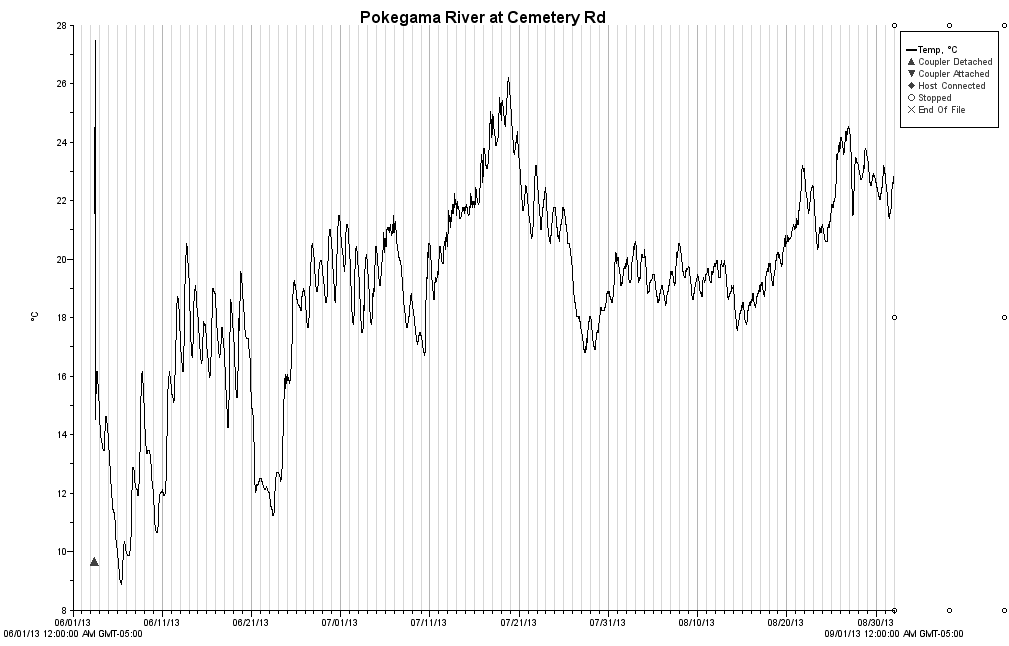 Pokegama River at Cemetery Rd
28
26
24
22
20
18
16
14
12
10
8
°C
Temp, °C
Coupler Detached
Coupler Attached
Host Connected
Stopped
End Of File
06/01/13 06/11/13 06/21/13 07/01/13 07/11/13 07/21/13 07/31/13 08/10/13 08/20/13 08/30/13
06/01/13 12:00:00 AM GMT-05:00 09/01/13 12:00:00 AM GMT-05:00